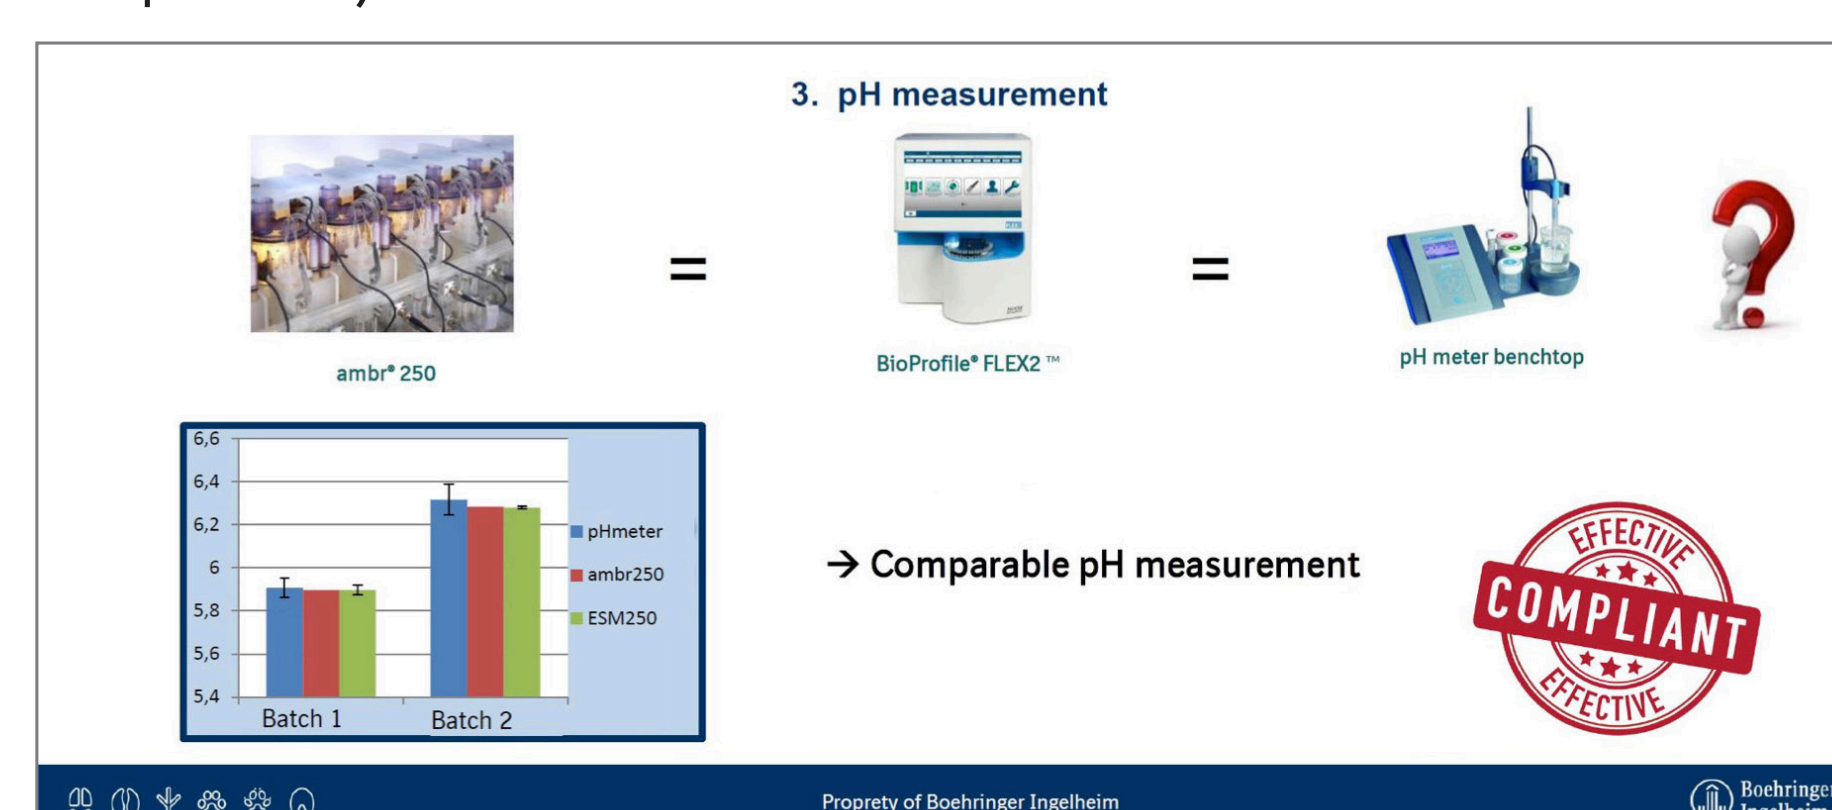 3. pH measurement
=
=
ambr® 250
BioProfile® FLEX2 ™
pH meter benchtop
6,6
6,4
6,2
6
5,8
5,6
5,4
Batch 1
Batch 2
pHmeter
ambr250
ESM250
→ Comparable pH measurement
EFFECTIVE
COMPLIANT
EFFECTIVE
Proprety of Boehringer Ingelheim
Boehringer
Ingelheim